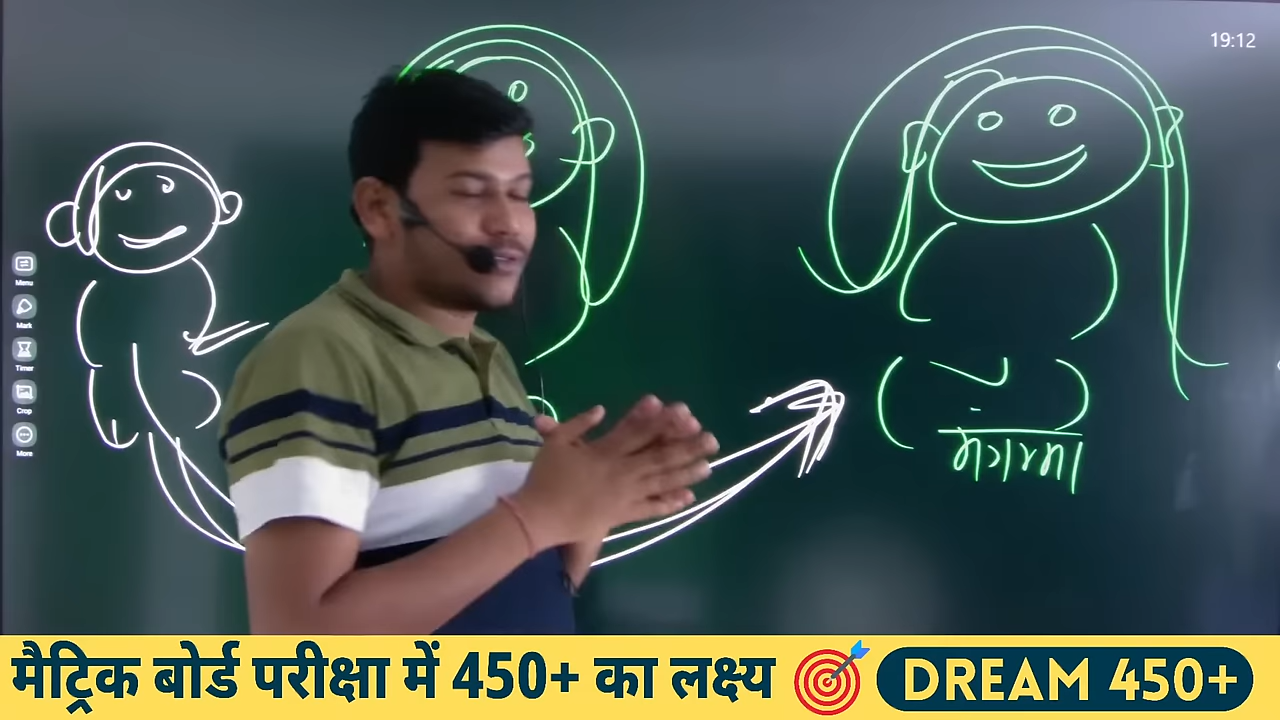 19:12
Menu
Mark
Timer
Crop
More
मैट्रिक बोर्ड परीक्षा में 450+ का लक्ष्य DREAM 450+